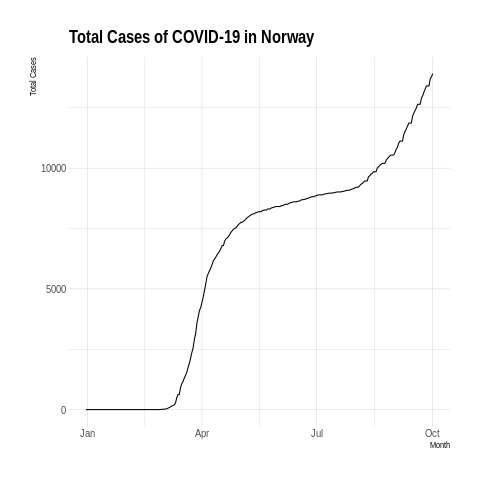 Total Cases of COVID-19 in Norway
Total Cases
10000
5000
0
Jan Apr Jul Oct
Month